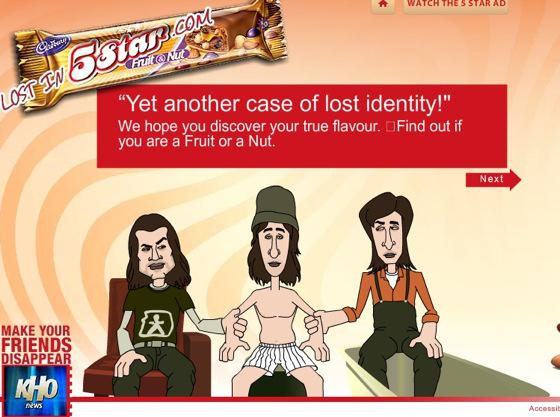 WATCH THE 5 STAR AD
Cadbury
5Star
Fruit & Nut
LOST IN
.COM
“Yet another case of lost identity!"
We hope you discover your true flavour. □Find out if
you are a Fruit or a Nut.
Next
MAKE YOUR
FRIENDS
DISAPPEAR
KHO
news